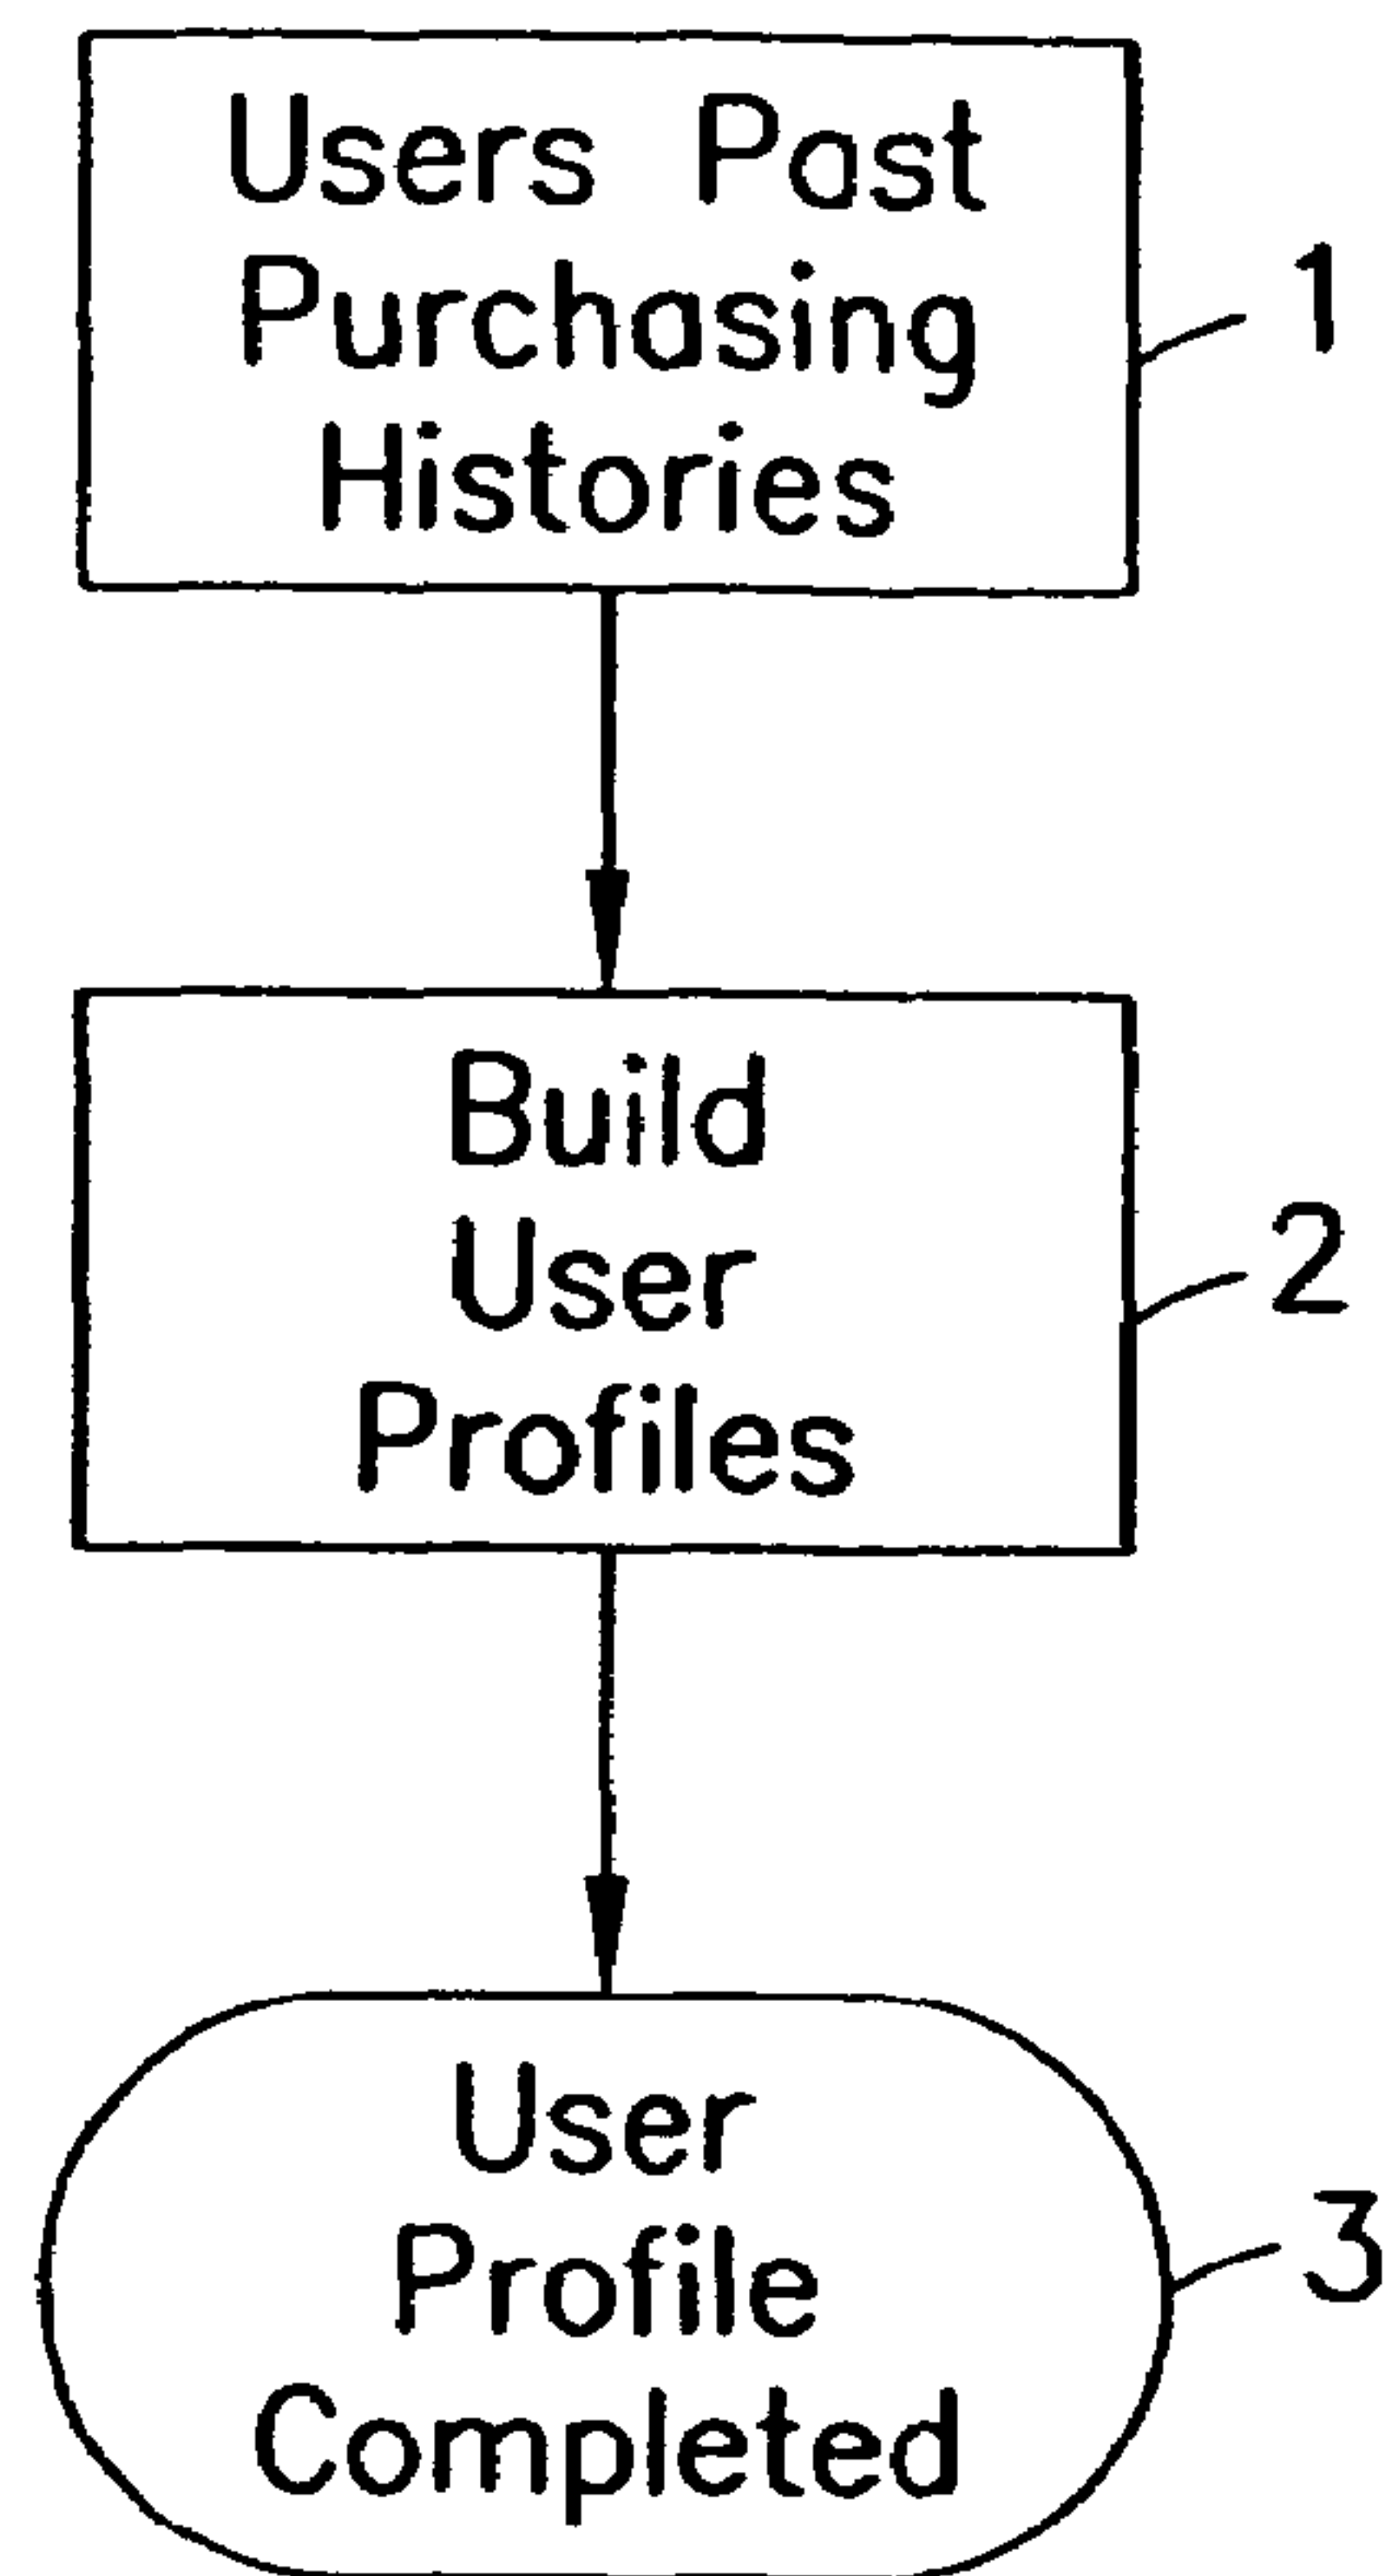 Users Past
Purchasing
Histories
1
Build
User
Profiles
2
User
Profile
Completed
3